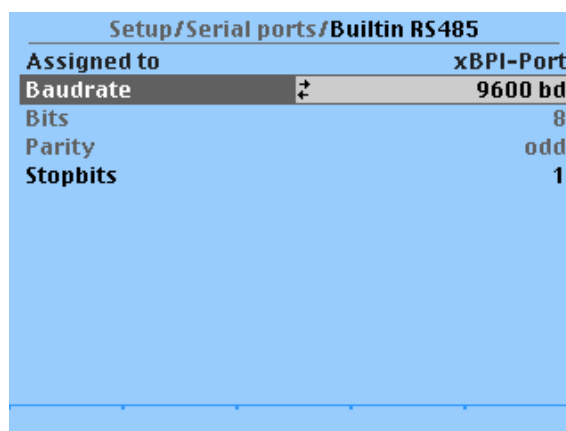 Setup/Serial ports/Builtin RS485
Assigned to xBPI-Port
Baudrate 9600 bd
Bits 8
Parity odd
Stopbits 1